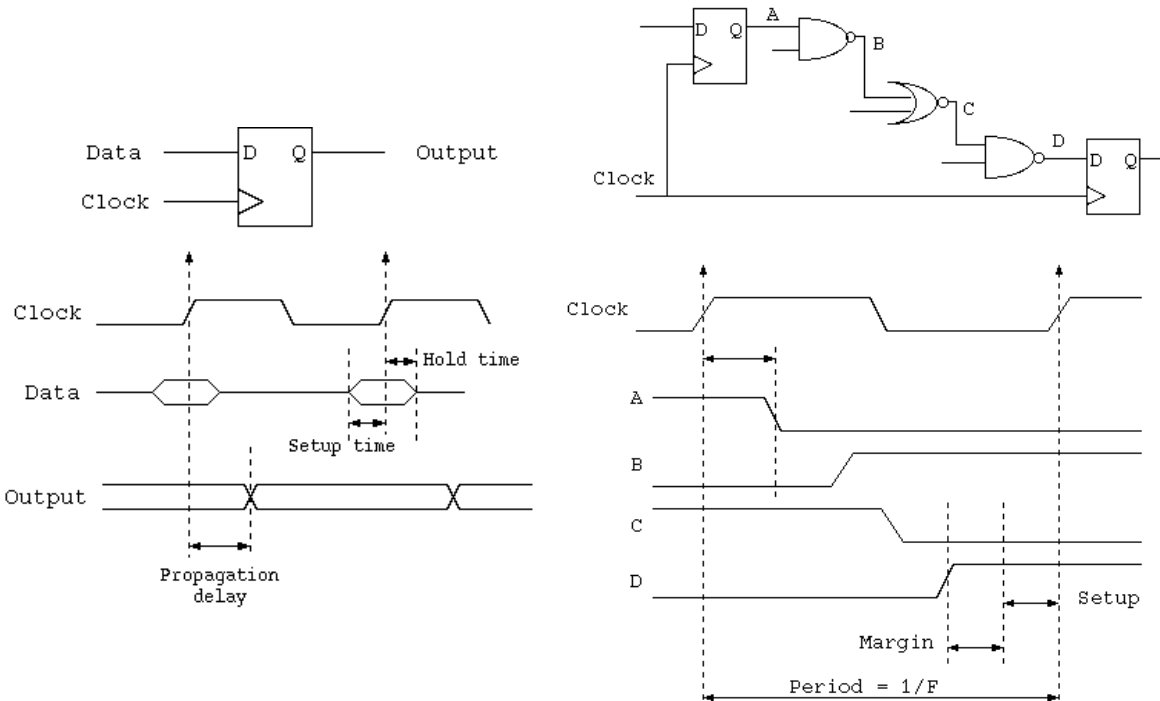 Data
D Q
Output
Clock
Clock
Hold time
Data
Setup time
Output
Propagation
delay
D Q
A
B
C
D
D Q
Clock
Clock
A
B
C
D
Setup
Margin
Period = 1/F